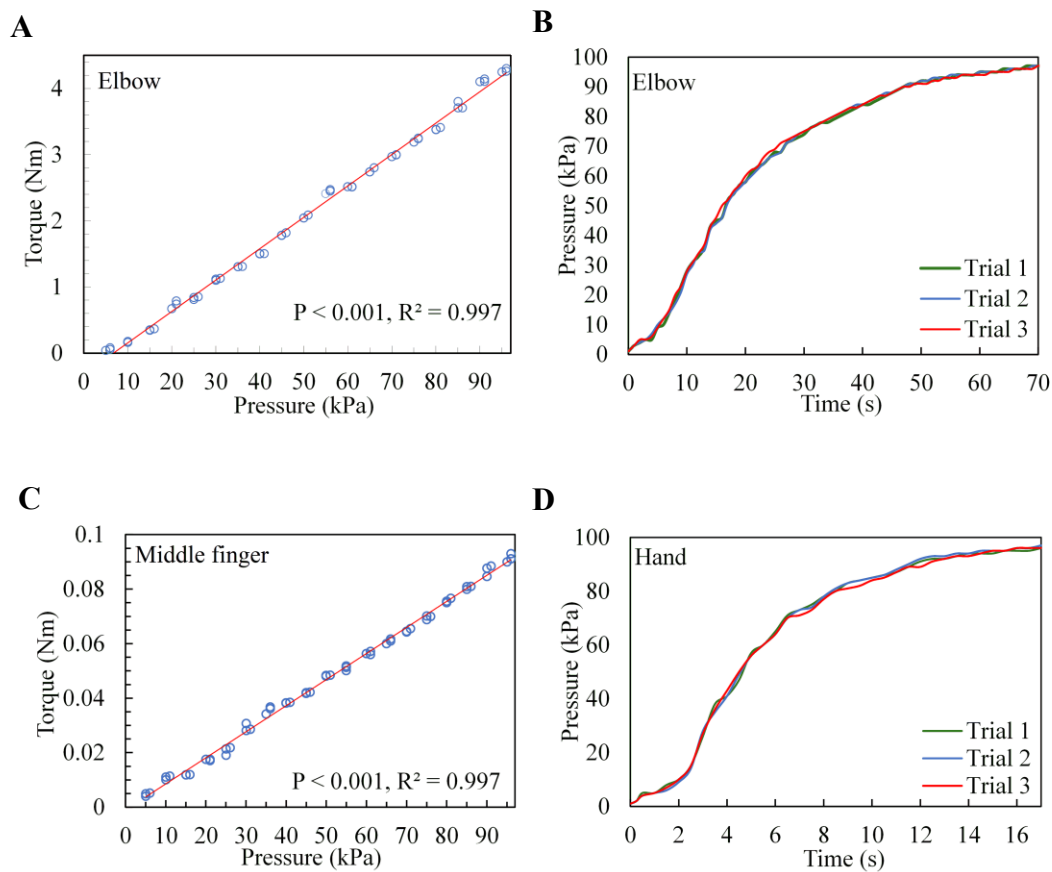 A
Elbow
4
3
2
1
0
Torque (Nm)
P < 0.001, R² = 0.997
0 10 20 30 40 50 60 70 80 90
Pressure (kPa)
B
Elbow
100
90
80
70
60
50
40
30
20
10
0
Pressure (kPa)
Trial 1
Trial 2
Trial 3
0 10 20 30 40 50 60 70
Time (s)
C
Middle finger
0.1
0.08
0.06
0.04
0.02
0
Torque (Nm)
P < 0.001, R² = 0.997
0 10 20 30 40 50 60 70 80 90
Pressure (kPa)
D
Hand
100
80
60
40
20
0
Pressure (kPa)
Trial 1
Trial 2
Trial 3
0 2 4 6 8 10 12 14 16
Time (s)